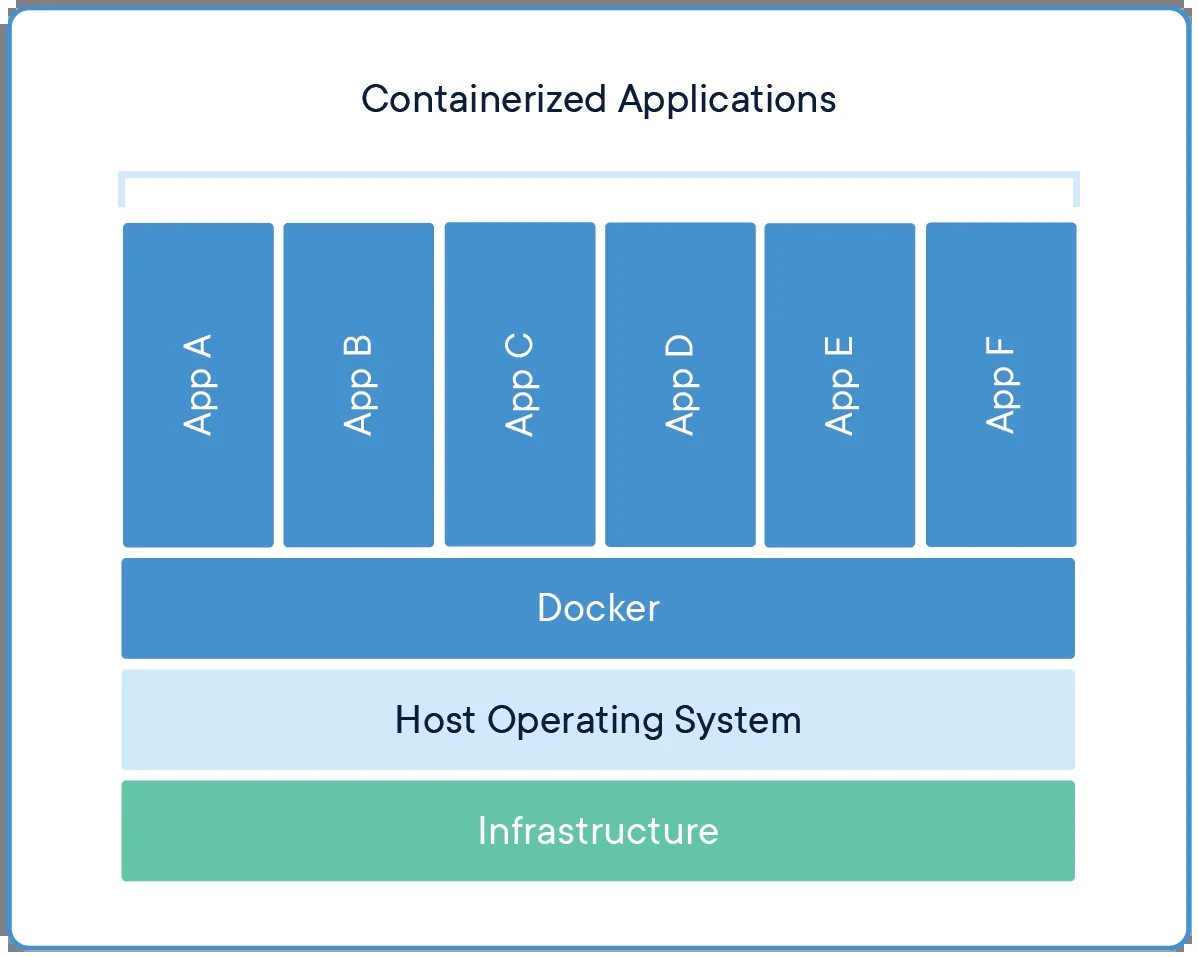 Containerized Applications
App A
App B
App C
App D
App E
App F
Docker
Host Operating System
Infrastructure